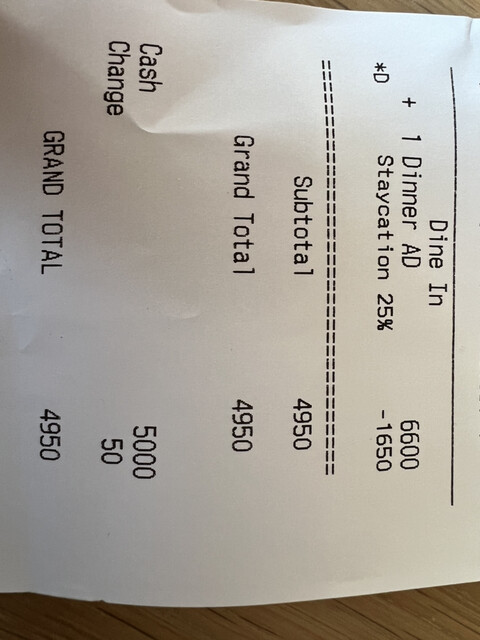 Dine In
+ 1 Dinner AD 6600
*D Staycation 25% -1650
================================
Subtotal 4950
Grand Total 4950
Cash 5000
Change 50
GRAND TOTAL 4950